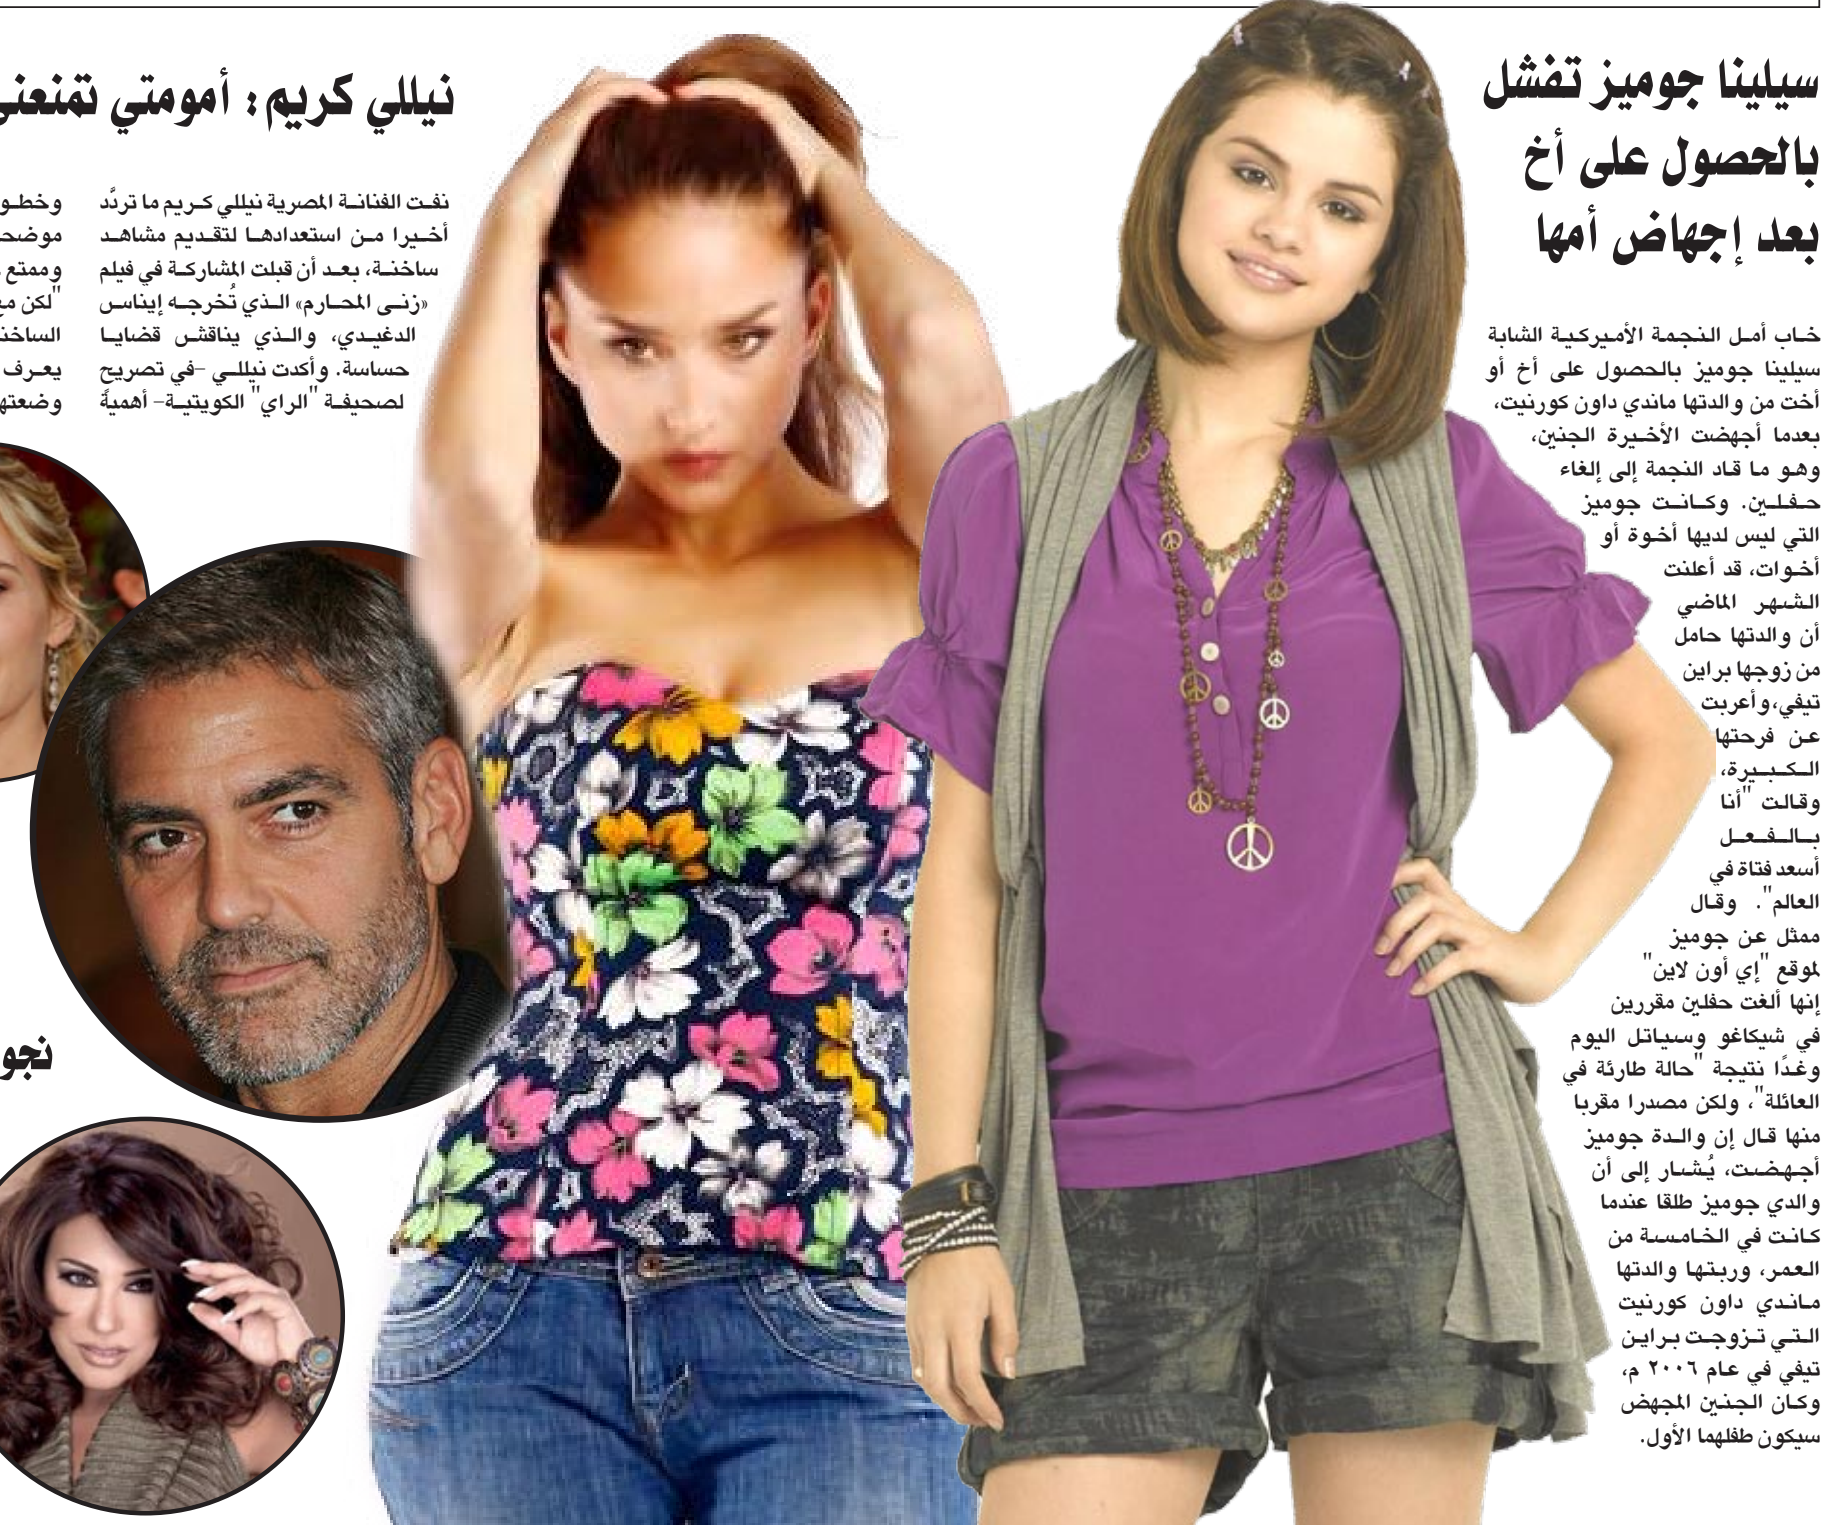 سيلينا جوميز تفشل
بالحصول على أخ
بعد إجهاض أمها
خاب أمل النجمة الأميركية الشابة
سيلينا جوميز بالحصول على أخ أو
أخت من والدتها ماندي داون كورنيت،
بعدما أجهضت الأخيرة الجنين،
وهو ما قاد النجمة إلى إلغاء
حفلين. وكانت جوميز
التي ليس لديها أخوة أو
أخوات، قد أعلنت
الشهر الماضي
أن والدتها حامل
من زوجها براين
تيفي،وأعربت
عن فرحتها
الكبيرة،
وقالت "أنا
بالفعل
أسعد فتاة في
العالم". وقال
ممثل عن جوميز
لموقع "إي أون لاين"
إنها ألغت حفلين مقررين
في شيكاغو وسياتل اليوم
وغدًا نتيجة "حالة طارئة في
العائلة"، ولكن مصدرا مقربا
منها قال إن والدة جوميز
أجهضت، يُشار إلى أن
والدي جوميز طلقا عندما
كانت في الخامسة من
العمر، وربتها والدتها
ماندي داون كورنيت
التي تزوجت براين
تيفي في عام ٢٠٠٦ م،
وكان الجنين المجهض
سيكون طفلهما الأول.
نيللي كريم: أمومتي تمنعني
نفت الفنانة المصرية نيللي كريم ما تردَّد
أخيرا من استعدادها لتقديم مشاهد
ساخنة، بعد أن قبلت المشاركة في فيلم
«زنى المحارم» الذي تُخرجه إيناس
الدغيدي، والذي يناقش قضايا
حساسة. وأكدت نيللي -في تصريح
لصحيفة "الراي" الكويتية- أهميةً
وخطو
موضحـ
وممتع
"لكن مع
الساخنـ
يعرف
وضعتهـ
نجو